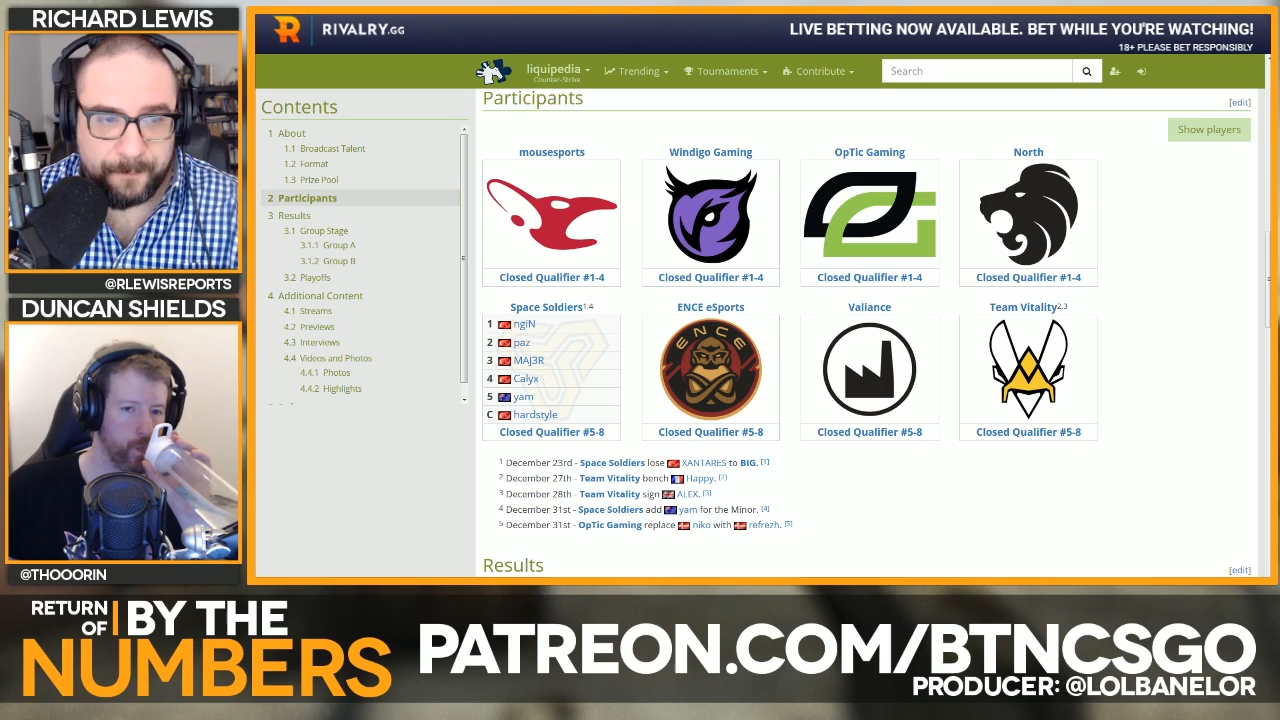 RICHARD LEWIS
@RLEWISREPORTS
DUNCAN SHIELDS
@THOOORIN
RIVALRY.GG
LIVE BETTING NOW AVAILABLE. BET WHILE YOU'RE WATCHING!
18+ PLEASE BET RESPONSIBLY
liquipedia
Counter-Strike
Trending
Tournaments
Contribute
Search
Contents
1 About
1.1 Broadcast Talent
1.2 Format
1.3 Prize Pool
2 Participants
3 Results
3.1 Group Stage
3.1.1 Group A
3.1.2 Group B
3.2 Playoffs
4 Additional Content
4.1 Streams
4.2 Previews
4.3 Interviews
4.4 Videos and Photos
4.4.1 Photos
4.4.2 Highlights
Participants
[edit]
Show players
mousesports
Closed Qualifier #1-4
Windigo Gaming
Closed Qualifier #1-4
OpTic Gaming
Closed Qualifier #1-4
North
Closed Qualifier #1-4
Space Soldiers1,4
1 ngiN
2 paz
3 MAJ3R
4 Calyx
5 yam
C hardstyle
Closed Qualifier #5-8
ENCE eSports
ENCE
Closed Qualifier #5-8
Valiance
Closed Qualifier #5-8
Team Vitality2,3
Closed Qualifier #5-8
1 December 23rd - Space Soldiers lose XANTARES to BIG. [1]
2 December 27th - Team Vitality bench Happy. [2]
3 December 28th - Team Vitality sign ALEX. [3]
4 December 31st - Space Soldiers add yam for the Minor. [4]
5 December 31st - OpTic Gaming replace niko with refrezh. [5]
Results
[edit]
RETURN OF BY THE
NUMBERS
PATREON.COM/BTNCSGO
PRODUCER: @LOLBANELOR